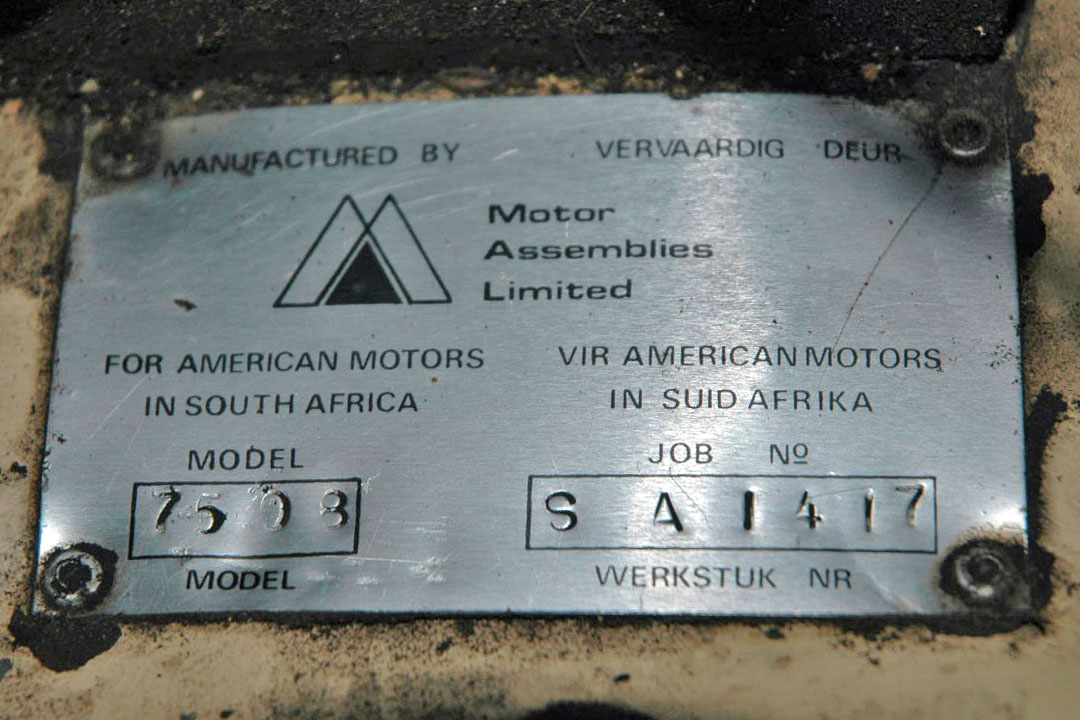 MANUFACTURED BY VERVAARDIG DEUR
Motor
Assemblies
Limited
FOR AMERICAN MOTORS VIR AMERICAN MOTORS
IN SOUTH AFRICA IN SUID AFRIKA
MODEL JOB Nº
7508 SA1417
MODEL WERKSTUK NR